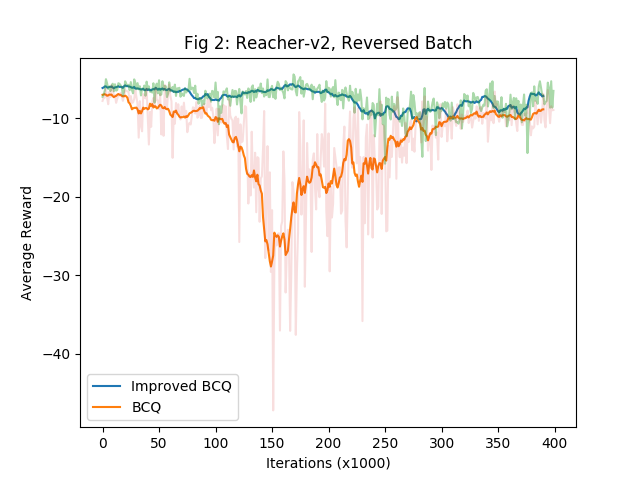 Fig 2: Reacher-v2, Reversed Batch
Average Reward
−10
−20
−30
−40
Improved BCQ
BCQ
0 50 100 150 200 250 300 350 400
Iterations (x1000)